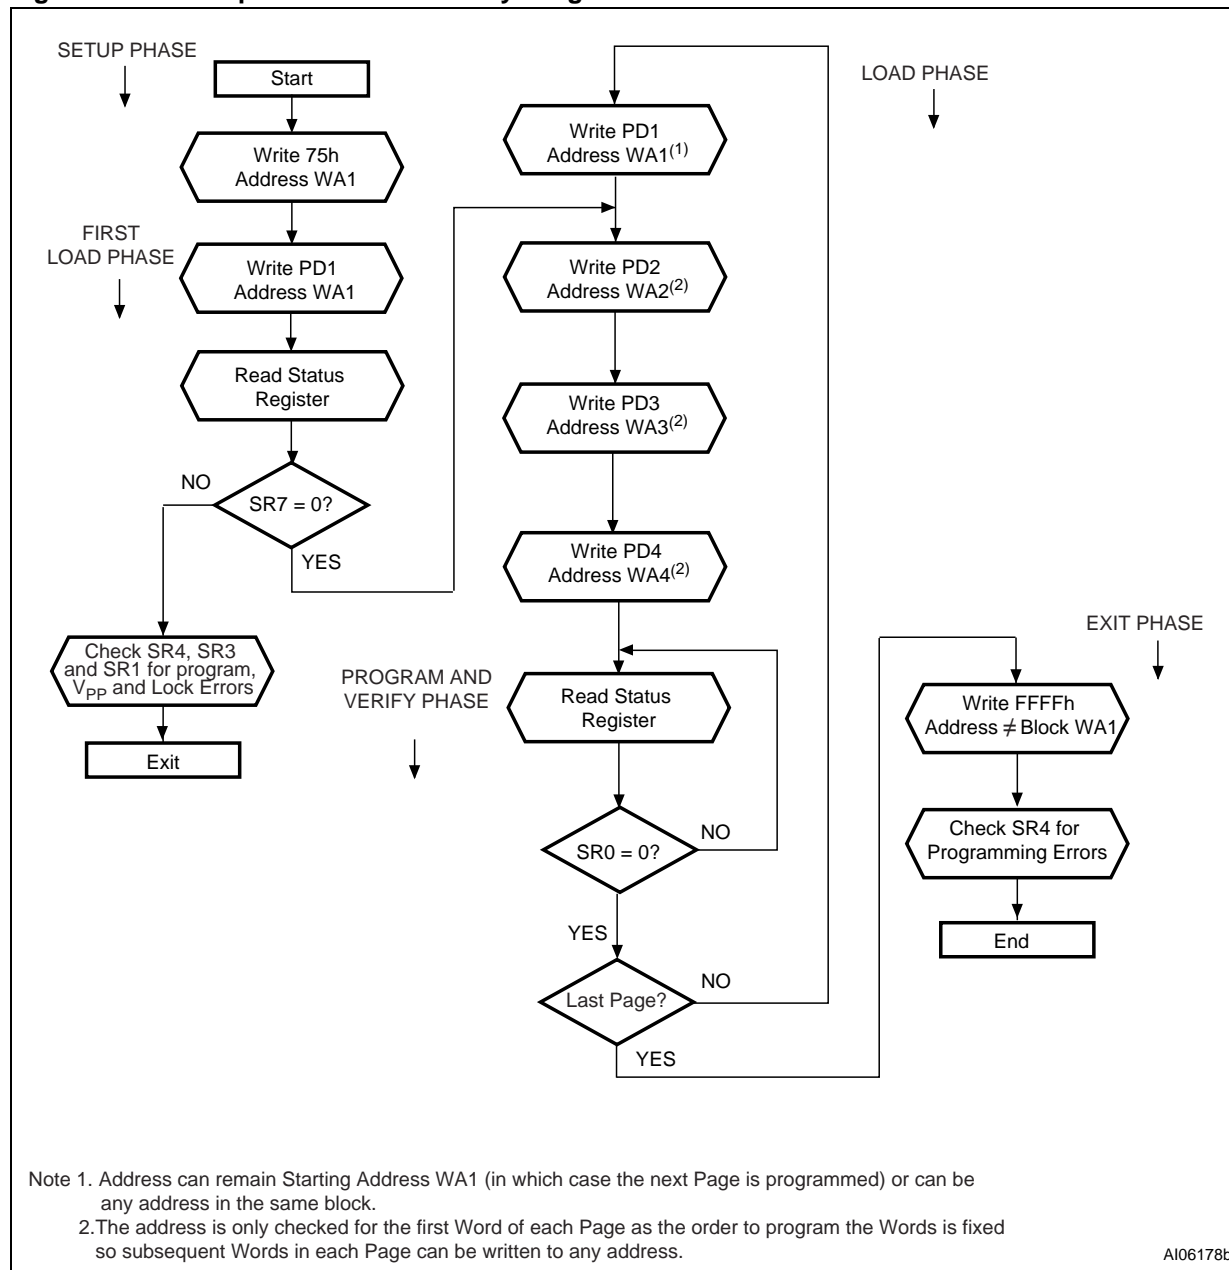 SETUP PHASE
Start
Write 75h
Address WA1
FIRST
LOAD PHASE
Write PD1
Address WA1
Read Status
Register
NO
SR7 = 0?
YES
Check SR4, SR3
and SR1 for program,
VPP and Lock Errors
Exit
LOAD PHASE
Write PD1
Address WA1(1)
Write PD2
Address WA2(2)
Write PD3
Address WA3(2)
Write PD4
Address WA4(2)
PROGRAM AND
VERIFY PHASE
Read Status
Register
NO
SR0 = 0?
YES
NO
Last Page?
YES
EXIT PHASE
Write FFFFh
Address ≠ Block WA1
Check SR4 for
Programming Errors
End
Note 1. Address can remain Starting Address WA1 (in which case the next Page is programmed) or can be
any address in the same block.
2.The address is only checked for the first Word of each Page as the order to program the Words is fixed
so subsequent Words in each Page can be written to any address.
AI06178b